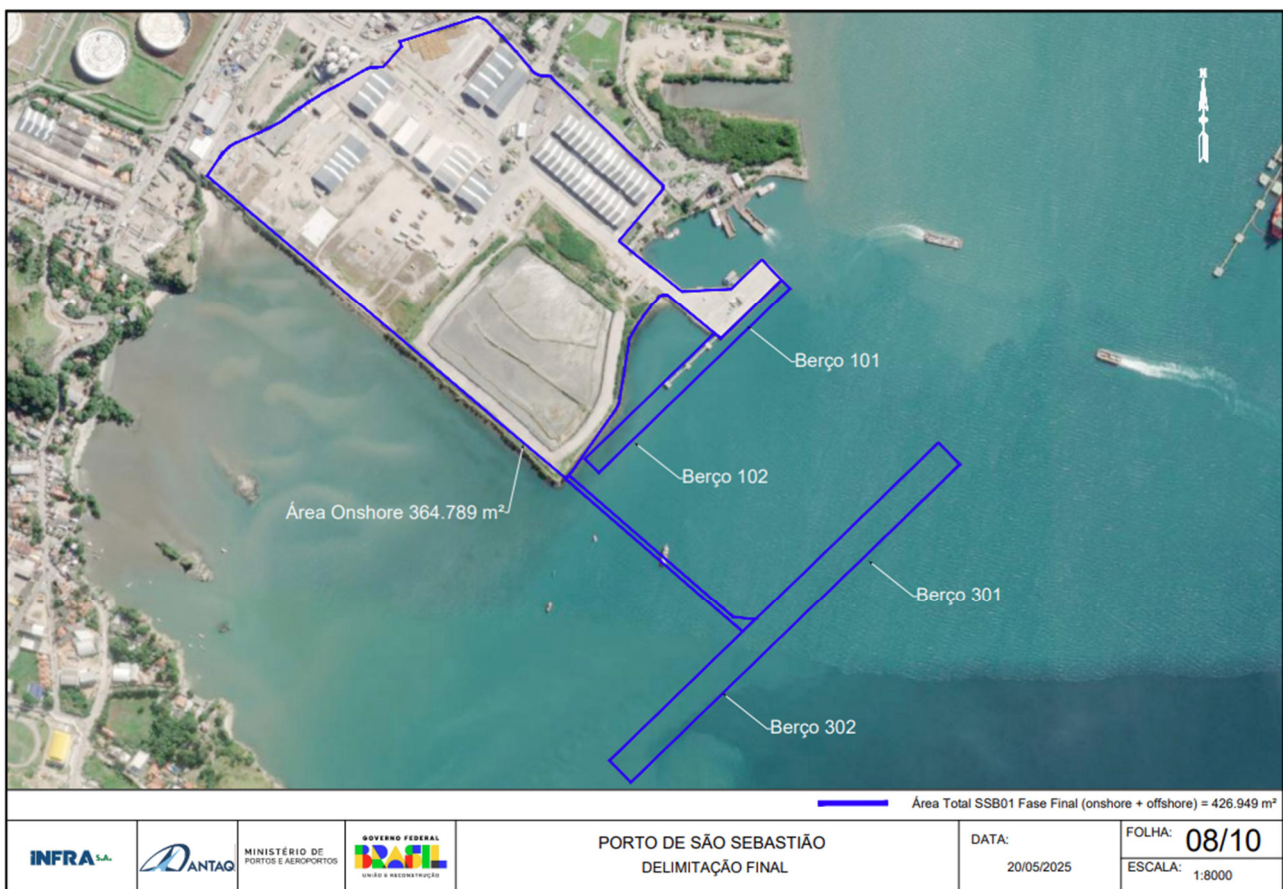 N
Berço 101
Berço 102
Área Onshore 364.789 m²
Berço 301
Berço 302
Área Total SSB01 Fase Final (onshore + offshore) = 426.949 m²
INFRA S.A.
ANTAQ
MINISTÉRIO DE
PORTOS E AEROPORTOS
GOVERNO FEDERAL
BRASIL
UNIÃO E RECONSTRUÇÃO
PORTO DE SÃO SEBASTIÃO
DELIMITAÇÃO FINAL
DATA:
20/05/2025
FOLHA: 08/10
ESCALA: 1:8000